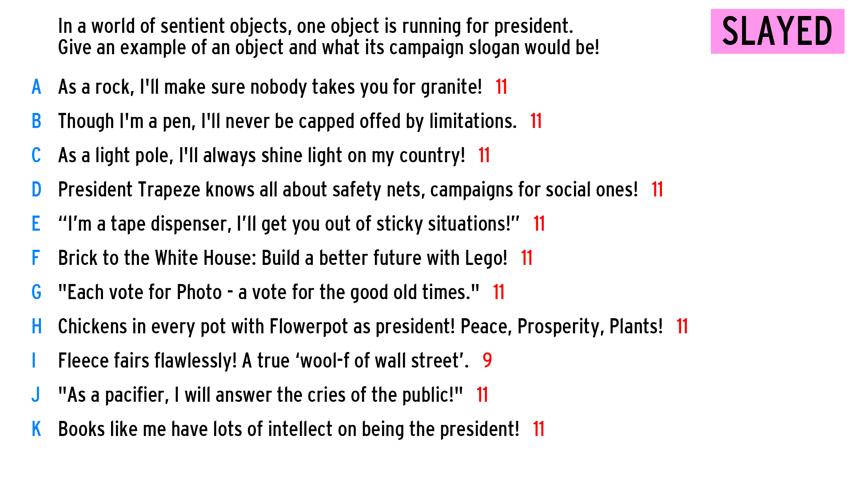 In a world of sentient objects, one object is running for president.
Give an example of an object and what its campaign slogan would be!
SLAYED
A As a rock, I'll make sure nobody takes you for granite! 11
B Though I'm a pen, I'll never be capped offed by limitations. 11
C As a light pole, I'll always shine light on my country! 11
D President Trapeze knows all about safety nets, campaigns for social ones! 11
E “I’m a tape dispenser, I’ll get you out of sticky situations!” 11
F Brick to the White House: Build a better future with Lego! 11
G "Each vote for Photo - a vote for the good old times." 11
H Chickens in every pot with Flowerpot as president! Peace, Prosperity, Plants! 11
I Fleece fairs flawlessly! A true ‘wool-f of wall street’. 9
J "As a pacifier, I will answer the cries of the public!" 11
K Books like me have lots of intellect on being the president! 11